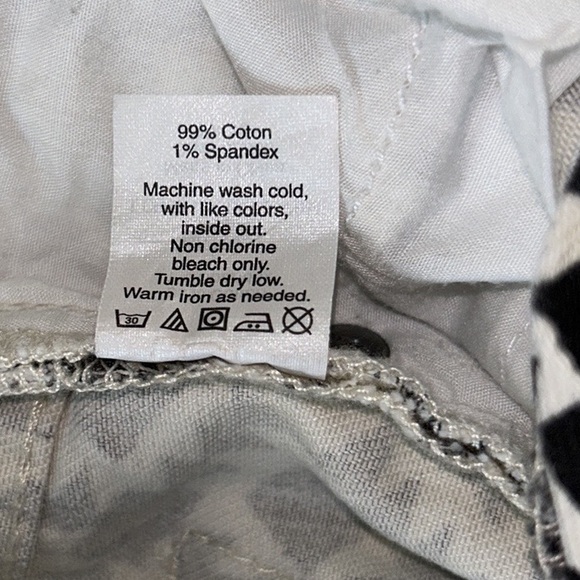 99% Coton
1% Spandex
Machine wash cold,
with like colors,
inside out.
Non chlorine
bleach only.
Tumble dry low.
Warm iron as needed.
30